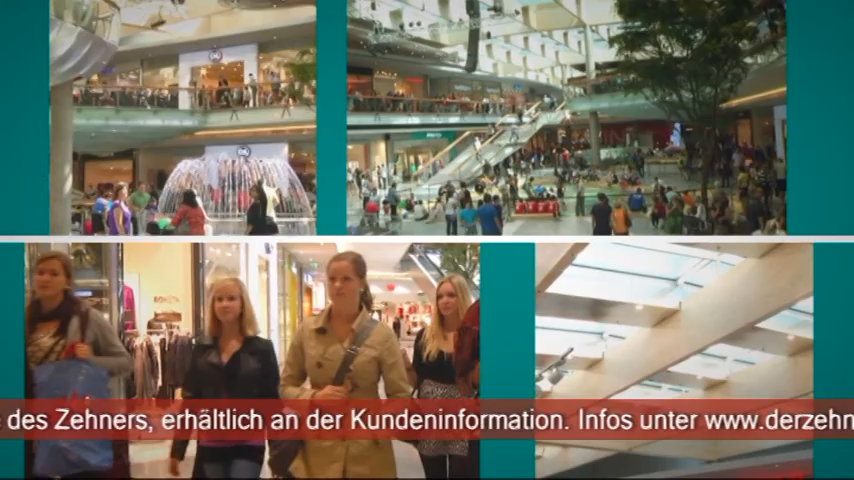 des Zehners, erhältlich an der Kundeninformation. Infos unter www.derzehn